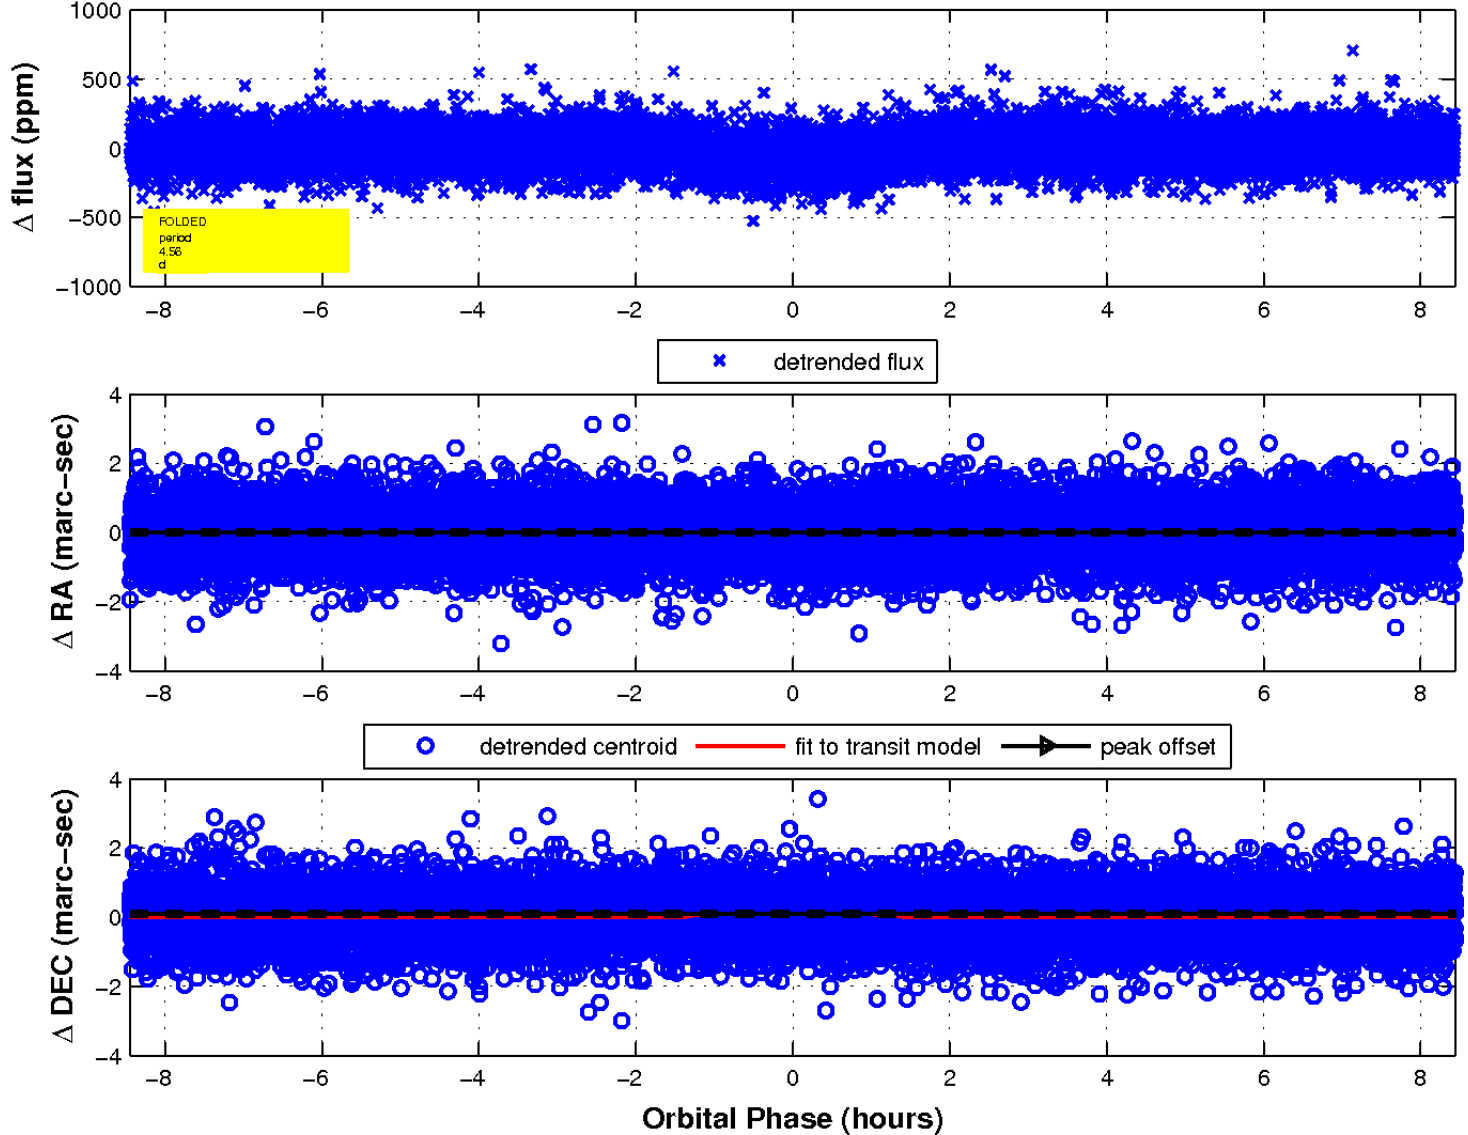 1000
500
0
−500
−1000
Δ flux (ppm)
FOLDED
period
4.56
d
−8 −6 −4 −2 0 2 4 6 8
detrended flux
4
2
0
−2
−4
Δ RA (marc−sec)
−8 −6 −4 −2 0 2 4 6 8
detrended centroid fit to transit model peak offset
4
2
0
−2
−4
Δ DEC (marc−sec)
−8 −6 −4 −2 0 2 4 6 8
Orbital Phase (hours)